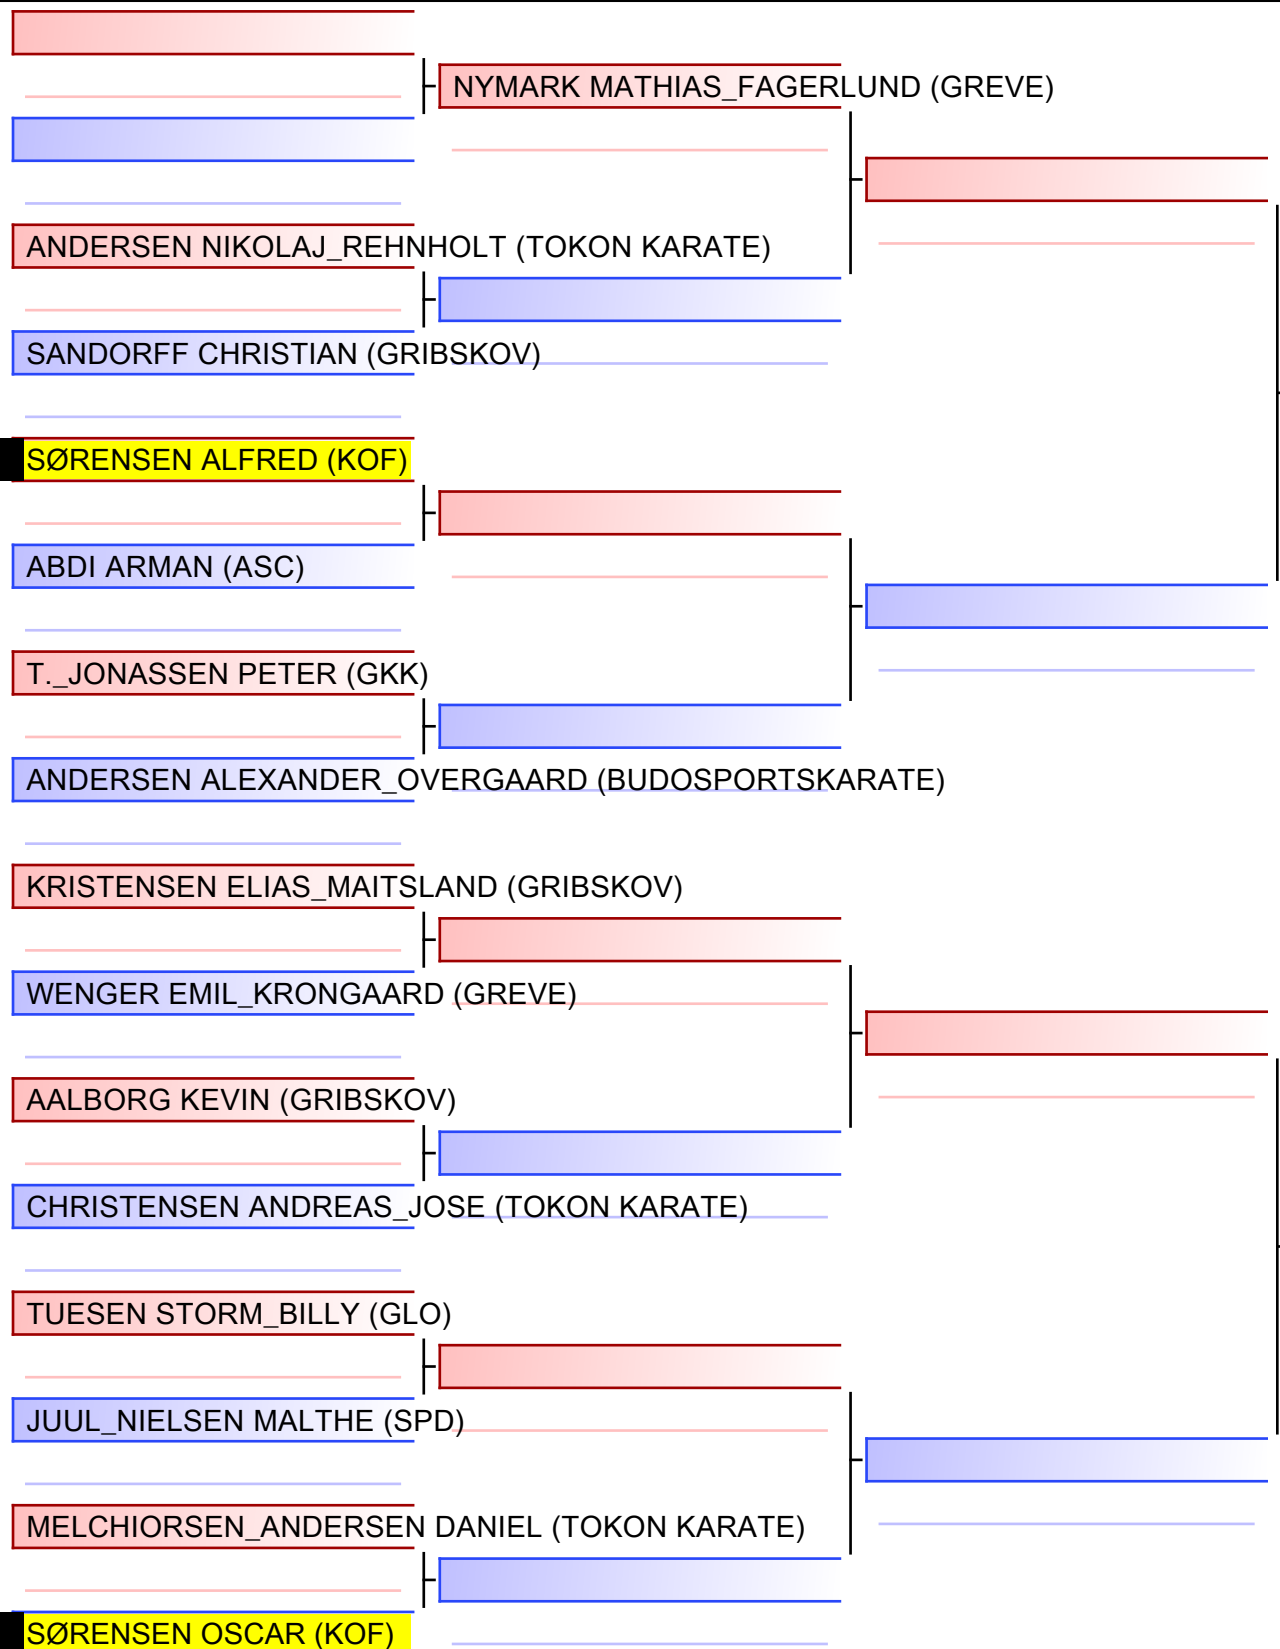 NYMARK MATHIAS_FAGERLUND (GREVE)
ANDERSEN NIKOLAJ_REHNHOLT (TOKON KARATE)
SANDORFF CHRISTIAN (GRIBSKOV)
SØRENSEN ALFRED (KOF)
ABDI ARMAN (ASC)
T._JONASSEN PETER (GKK)
ANDERSEN ALEXANDER_OVERGAARD (BUDOSPORTSKARATE)
KRISTENSEN ELIAS_MAITSLAND (GRIBSKOV)
WENGER EMIL_KRONGAARD (GREVE)
AALBORG KEVIN (GRIBSKOV)
CHRISTENSEN ANDREAS_JOSE (TOKON KARATE)
TUESEN STORM_BILLY (GLO)
JUUL_NIELSEN MALTHE (SPD)
MELCHIORSEN_ANDERSEN DANIEL (TOKON KARATE)
SØRENSEN OSCAR (KOF)